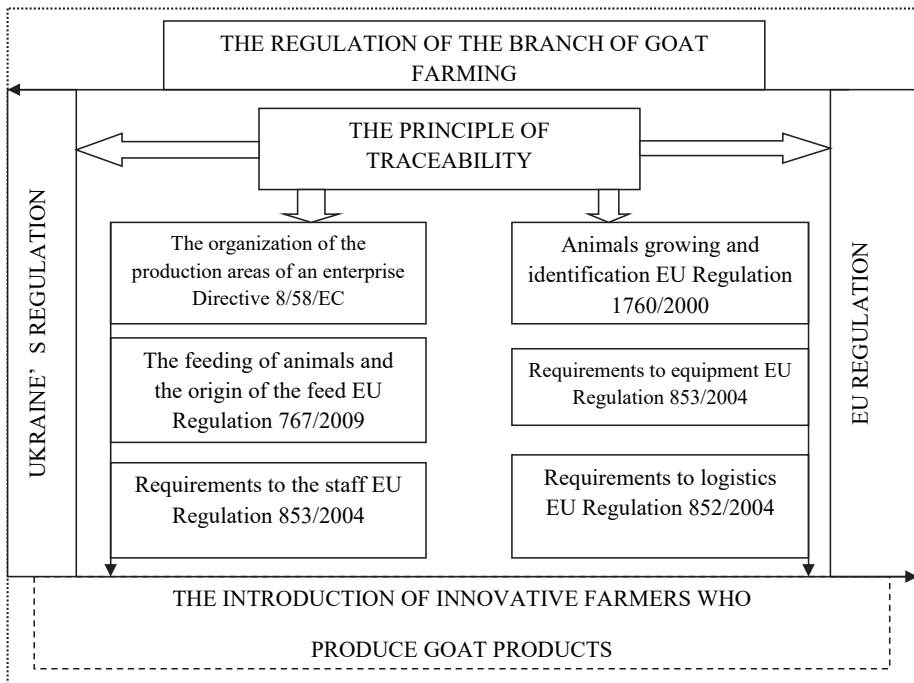 THE REGULATION OF THE BRANCH OF GOAT
FARMING
THE PRINCIPLE OF
TRACEABILITY
UKRAINE' S REGULATION
The organization of the
production areas of an enterprise
Directive 8/58/EC
The feeding of animals and
the origin of the feed EU
Regulation 767/2009
Requirements to the staff EU
Regulation 853/2004
Animals growing and
identification EU Regulation
1760/2000
Requirements to equipment EU
Regulation 853/2004
Requirements to logistics
EU Regulation 852/2004
EU REGULATION
THE INTRODUCTION OF INNOVATIVE FARMERS WHO
PRODUCE GOAT PRODUCTS